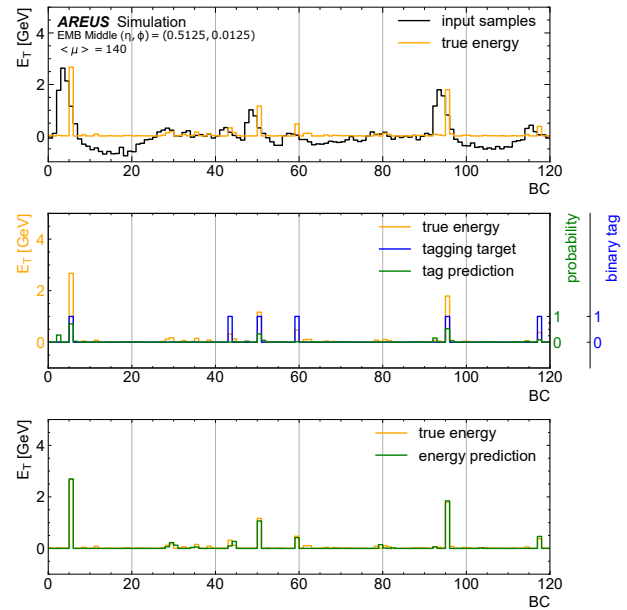 AREUS Simulation
EMB Middle (η, ϕ) = (0.5125, 0.0125)
< μ > = 140
input samples
true energy
E_T [GeV]
4
2
0
0 20 40 60 80 100 120
BC
true energy
tagging target
tag prediction
E_T [GeV]
4
2
0
1
0
probability
1
0
binary tag
0 20 40 60 80 100 120
BC
true energy
energy prediction
E_T [GeV]
4
2
0
0 20 40 60 80 100 120
BC